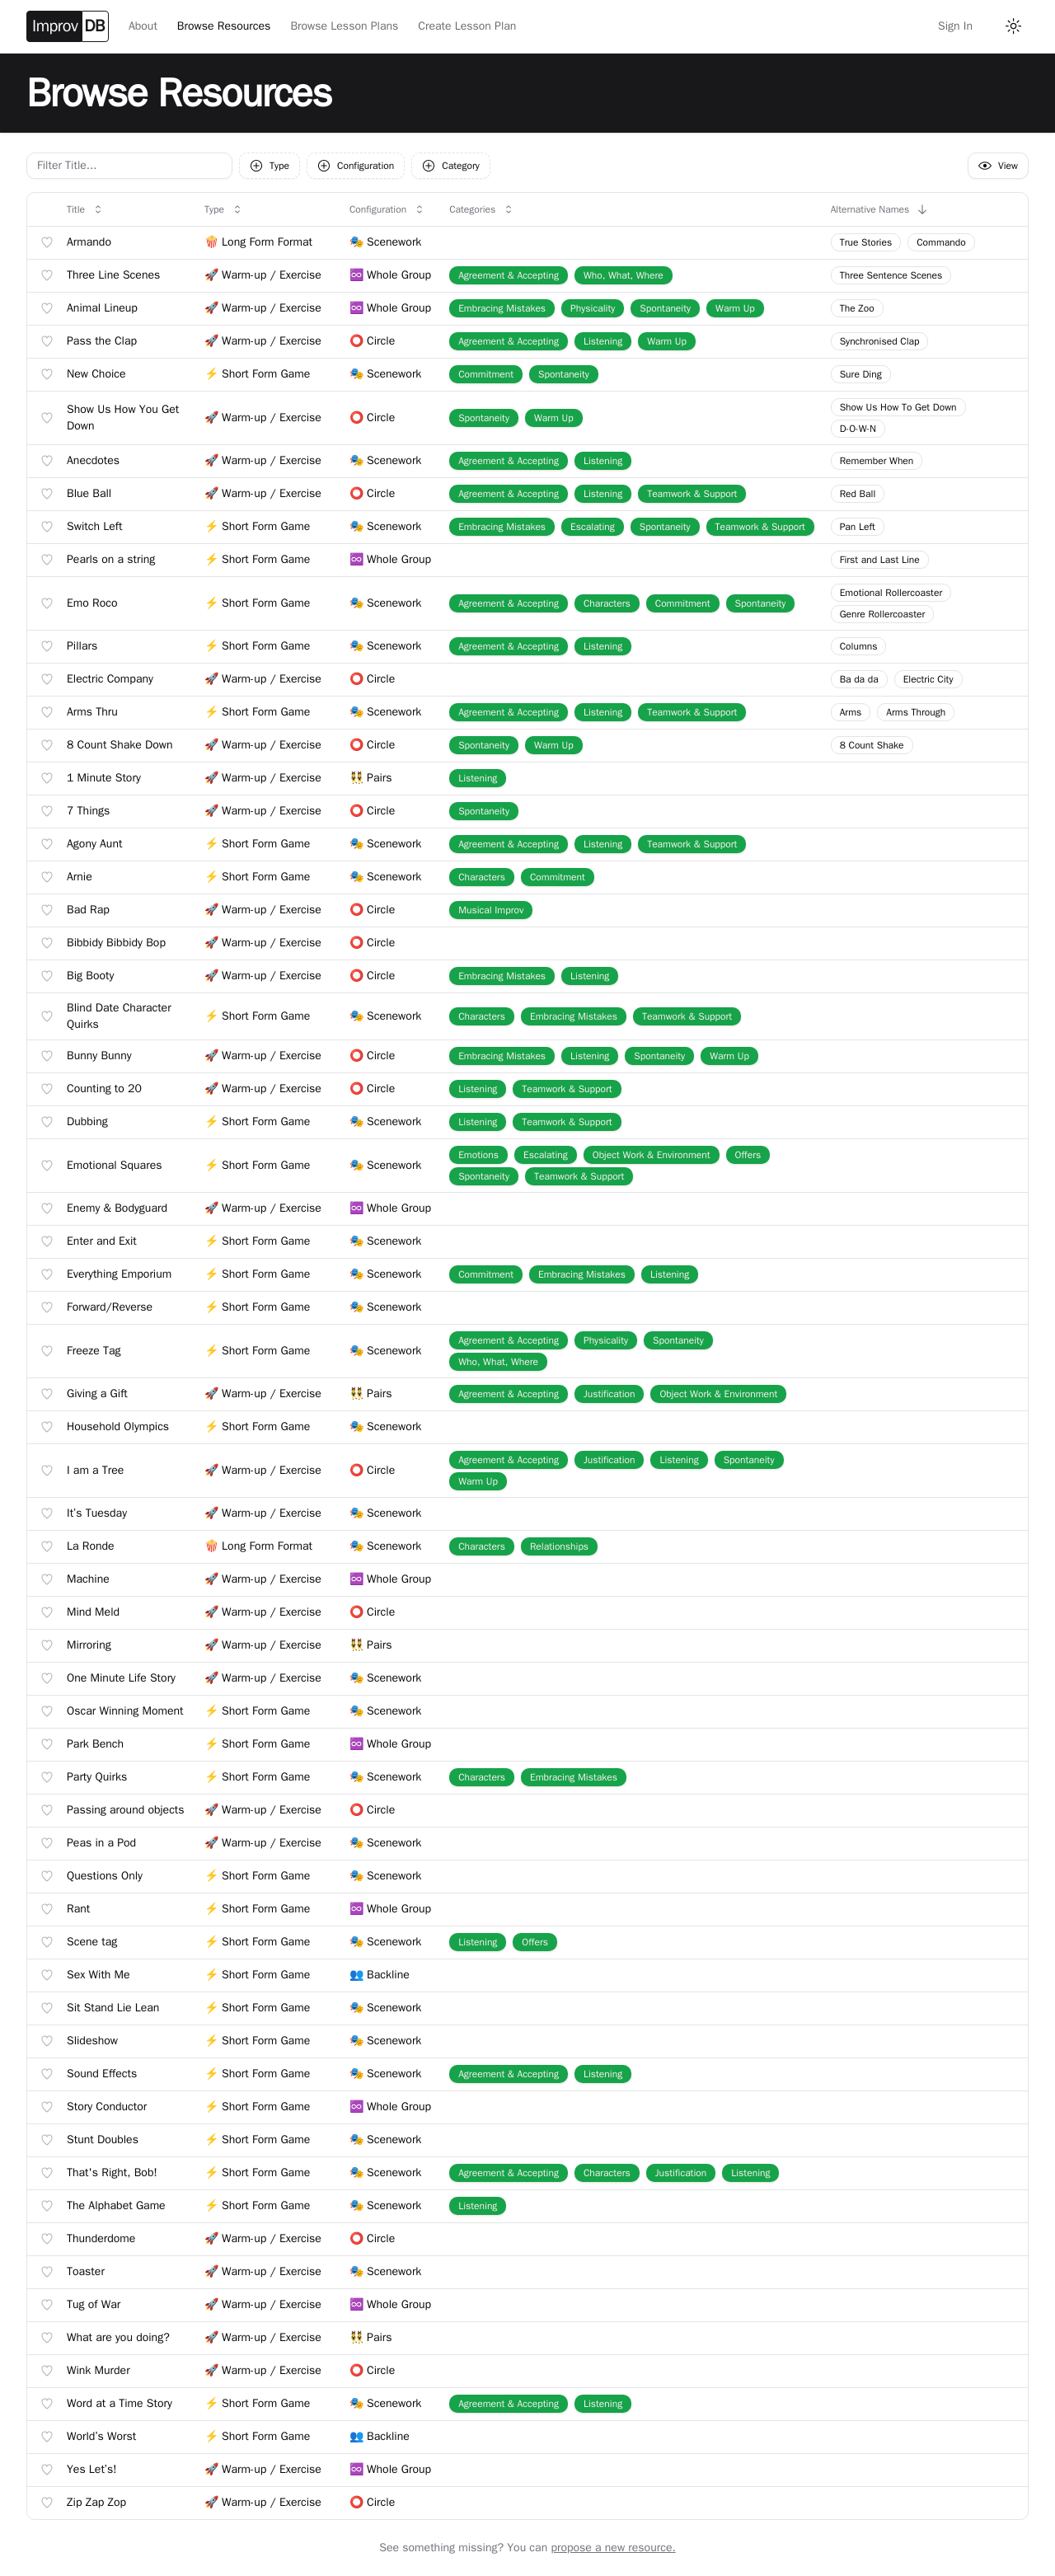 Improv DB About Browse Resources Browse Lesson Plans Create Lesson Plan Sign In
Browse Resources
Filter Title... Type Configuration Category View
Title Type Configuration Categories Alternative Names
Armando Long Form Format Scenework True Stories Commando
Three Line Scenes Warm-up / Exercise Whole Group Agreement & Accepting Who, What, Where Three Sentence Scenes
Animal Lineup Warm-up / Exercise Whole Group Embracing Mistakes Physicality Spontaneity Warm Up The Zoo
Pass the Clap Warm-up / Exercise Circle Agreement & Accepting Listening Warm Up Synchronised Clap
New Choice Short Form Game Scenework Commitment Spontaneity Sure Ding
Show Us How You Get
Down Warm-up / Exercise Circle Spontaneity Warm Up Show Us How To Get Down
D-O-W-N
Anecdotes Warm-up / Exercise Scenework Agreement & Accepting Listening Remember When
Blue Ball Warm-up / Exercise Circle Agreement & Accepting Listening Teamwork & Support Red Ball
Switch Left Short Form Game Scenework Embracing Mistakes Escalating Spontaneity Teamwork & Support Pan Left
Pearls on a string Short Form Game Whole Group First and Last Line
Emo Roco Short Form Game Scenework Agreement & Accepting Characters Commitment Spontaneity Emotional Rollercoaster
Genre Rollercoaster
Pillars Short Form Game Scenework Agreement & Accepting Listening Columns
Electric Company Warm-up / Exercise Circle Ba da da Electric City
Arms Thru Short Form Game Scenework Agreement & Accepting Listening Teamwork & Support Arms Arms Through
8 Count Shake Down Warm-up / Exercise Circle Spontaneity Warm Up 8 Count Shake
1 Minute Story Warm-up / Exercise Pairs Listening
7 Things Warm-up / Exercise Circle Spontaneity
Agony Aunt Short Form Game Scenework Agreement & Accepting Listening Teamwork & Support
Arnie Short Form Game Scenework Characters Commitment
Bad Rap Warm-up / Exercise Circle Musical Improv
Bibbidy Bibbidy Bop Warm-up / Exercise Circle
Big Booty Warm-up / Exercise Circle Embracing Mistakes Listening
Blind Date Character
Quirks Short Form Game Scenework Characters Embracing Mistakes Teamwork & Support
Bunny Bunny Warm-up / Exercise Circle Embracing Mistakes Listening Spontaneity Warm Up
Counting to 20 Warm-up / Exercise Circle Listening Teamwork & Support
Dubbing Short Form Game Scenework Listening Teamwork & Support
Emotional Squares Short Form Game Scenework Emotions Escalating Object Work & Environment Offers
Spontaneity Teamwork & Support
Enemy & Bodyguard Warm-up / Exercise Whole Group
Enter and Exit Short Form Game Scenework
Everything Emporium Short Form Game Scenework Commitment Embracing Mistakes Listening
Forward/Reverse Short Form Game Scenework
Freeze Tag Short Form Game Scenework Agreement & Accepting Physicality Spontaneity
Who, What, Where
Giving a Gift Warm-up / Exercise Pairs Agreement & Accepting Justification Object Work & Environment
Household Olympics Short Form Game Scenework
I am a Tree Warm-up / Exercise Circle Agreement & Accepting Justification Listening Spontaneity
Warm Up
It's Tuesday Warm-up / Exercise Scenework
La Ronde Long Form Format Scenework Characters Relationships
Machine Warm-up / Exercise Whole Group
Mind Meld Warm-up / Exercise Circle
Mirroring Warm-up / Exercise Pairs
One Minute Life Story Warm-up / Exercise Scenework
Oscar Winning Moment Short Form Game Scenework
Park Bench Short Form Game Whole Group
Party Quirks Short Form Game Scenework Characters Embracing Mistakes
Passing around objects Warm-up / Exercise Circle
Peas in a Pod Warm-up / Exercise Scenework
Questions Only Short Form Game Scenework
Rant Short Form Game Whole Group
Scene tag Short Form Game Scenework Listening Offers
Sex With Me Short Form Game Backline
Sit Stand Lie Lean Short Form Game Scenework
Slideshow Short Form Game Scenework
Sound Effects Short Form Game Scenework Agreement & Accepting Listening
Story Conductor Short Form Game Whole Group
Stunt Doubles Short Form Game Scenework
That's Right, Bob! Short Form Game Scenework Agreement & Accepting Characters Justification Listening
The Alphabet Game Short Form Game Scenework Listening
Thunderdome Warm-up / Exercise Circle
Toaster Warm-up / Exercise Scenework
Tug of War Warm-up / Exercise Whole Group
What are you doing? Warm-up / Exercise Pairs
Wink Murder Warm-up / Exercise Circle
Word at a Time Story Short Form Game Scenework Agreement & Accepting Listening
World's Worst Short Form Game Backline
Yes Let's! Warm-up / Exercise Whole Group
Zip Zap Zop Warm-up / Exercise Circle
See something missing? You can propose a new resource.